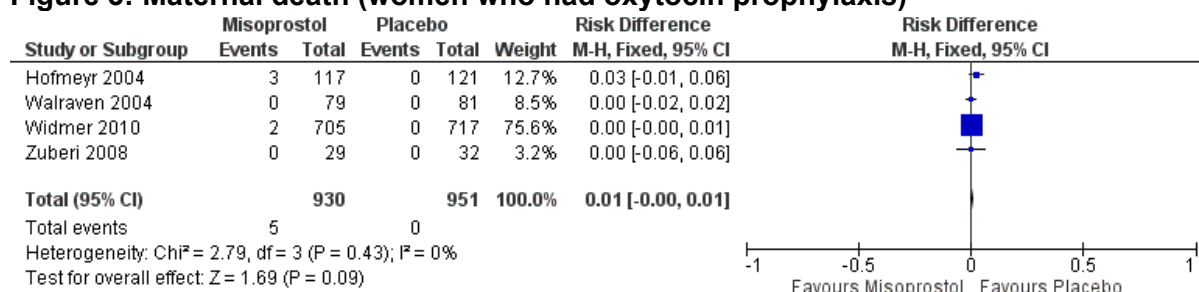 Figure 5: Maternal death (women who had oxytocin prophylaxis)
Misoprostol Placebo Risk Difference Risk Difference
Study or Subgroup Events Total Events Total Weight M-H, Fixed, 95% CI M-H, Fixed, 95% CI
Hofmeyr 2004 3 117 0 121 12.7% 0.03 [-0.01, 0.06]
Walraven 2004 0 79 0 81 8.5% 0.00 [-0.02, 0.02]
Widmer 2010 2 705 0 717 75.6% 0.00 [-0.00, 0.01]
Zuberi 2008 0 29 0 32 3.2% 0.00 [-0.06, 0.06]
Total (95% CI) 930 951 100.0% 0.01 [-0.00, 0.01]
Total events 5 0
Heterogeneity: Chi² = 2.79, df = 3 (P = 0.43); I² = 0%
Test for overall effect: Z = 1.69 (P = 0.09)
-1 -0.5 0 0.5 1
Favours Misoprostol Favours Placebo